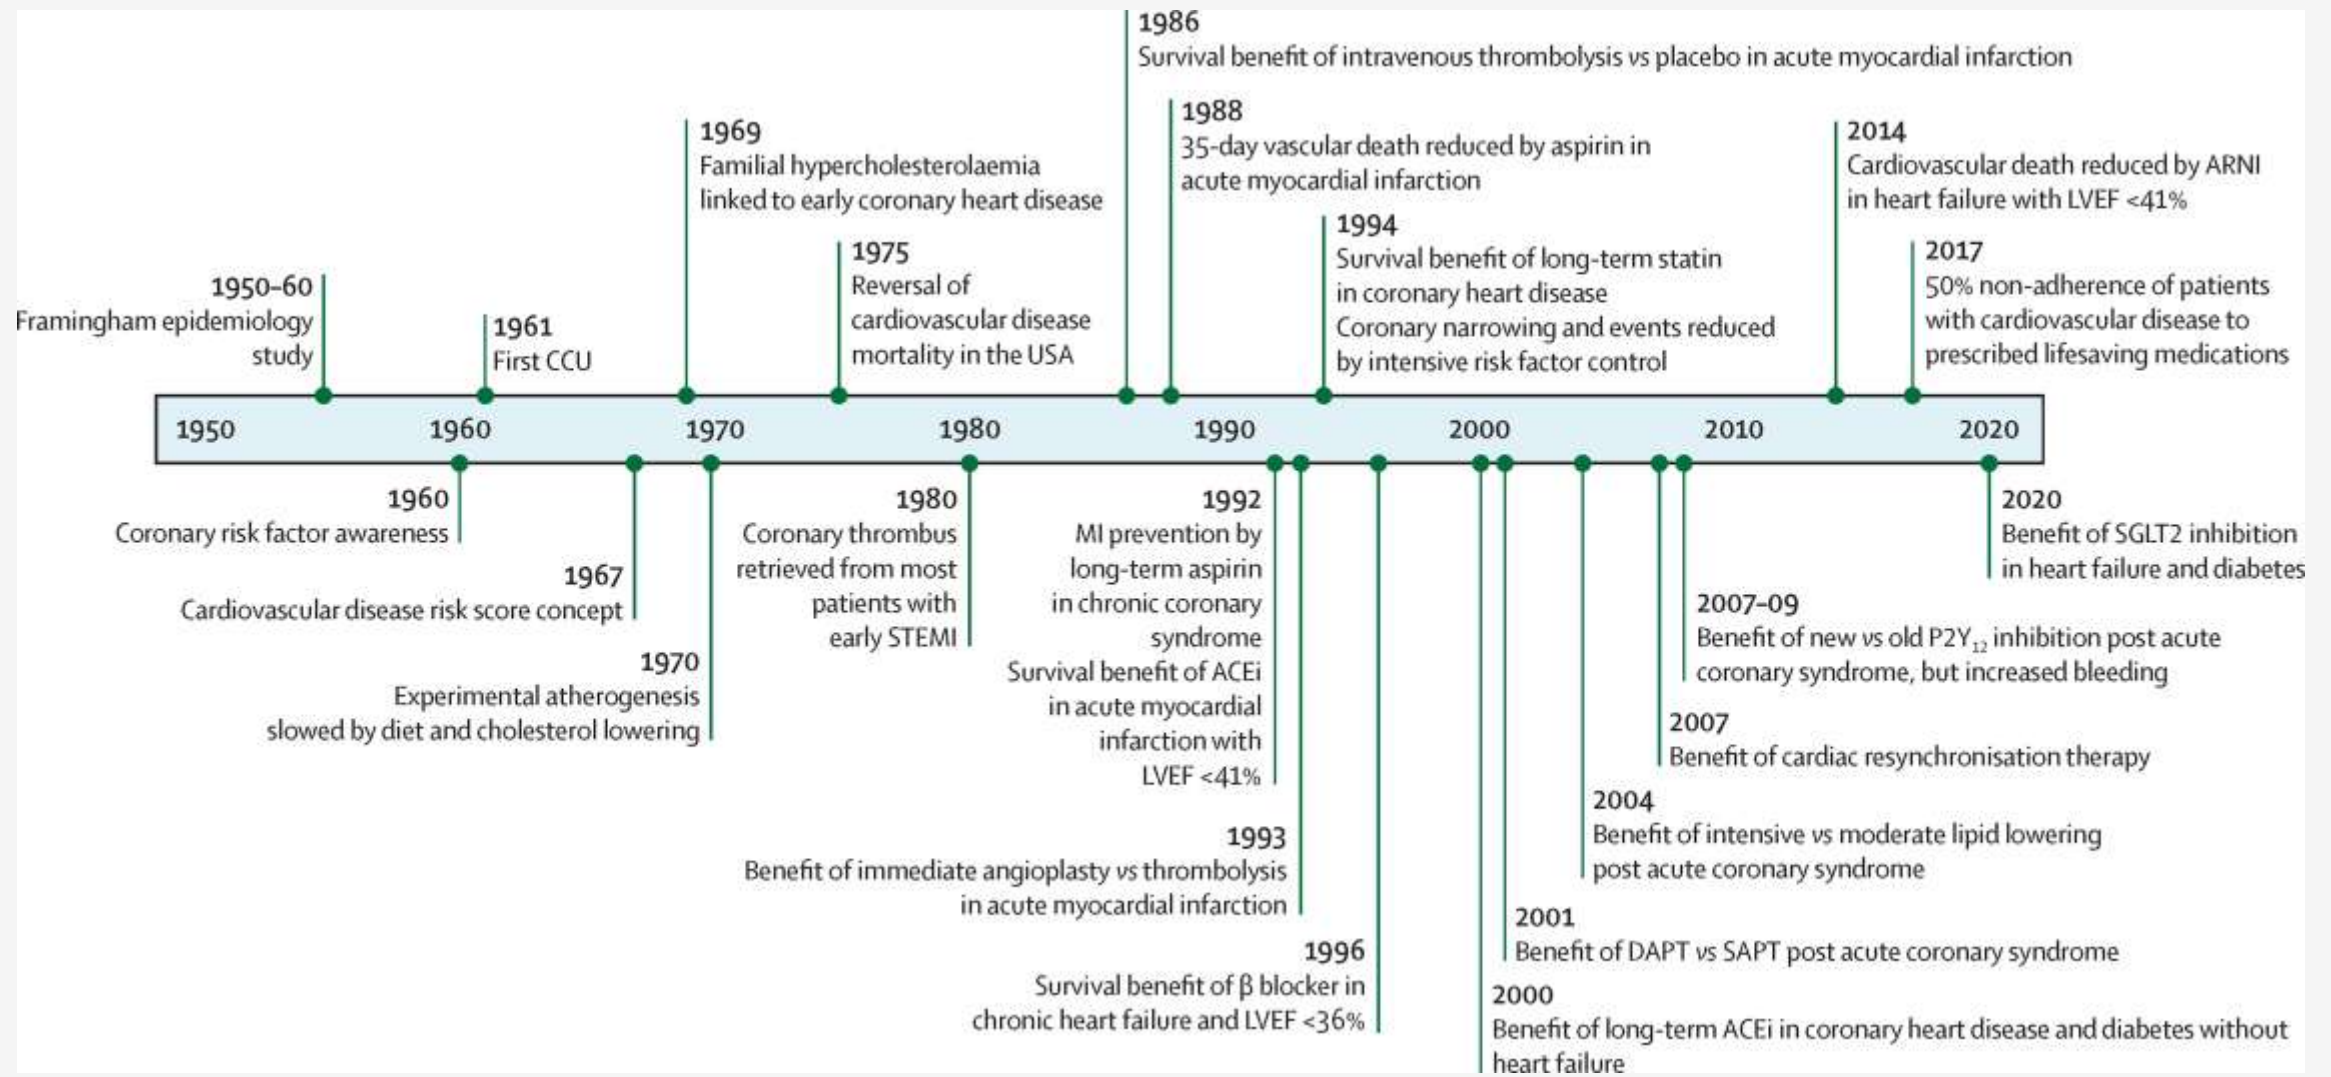 1986
Survival benefit of intravenous thrombolysis vs placebo in acute myocardial infarction
1988
35-day vascular death reduced by aspirin in
acute myocardial infarction
1969
Familial hypercholesterolaemia
linked to early coronary heart disease
2014
Cardiovascular death reduced by ARNI
in heart failure with LVEF <41%
1994
Survival benefit of long-term statin
in coronary heart disease
Coronary narrowing and events reduced
by intensive risk factor control
1975
Reversal of
cardiovascular disease
mortality in the USA
2017
50% non-adherence of patients
with cardiovascular disease to
prescribed lifesaving medications
1950–60
Framingham epidemiology
study
1961
First CCU
1950
1960
1970
1980
1990
2000
2010
2020
1960
Coronary risk factor awareness
1967
Cardiovascular disease risk score concept
1970
Experimental atherogenesis
slowed by diet and cholesterol lowering
1980
Coronary thrombus
retrieved from most
patients with
early STEMI
1992
MI prevention by
long-term aspirin
in chronic coronary
syndrome
Survival benefit of ACEi
in acute myocardial
infarction with
LVEF <41%
1993
Benefit of immediate angioplasty vs thrombolysis
in acute myocardial infarction
1996
Survival benefit of β blocker in
chronic heart failure and LVEF <36%
2020
Benefit of SGLT2 inhibition
in heart failure and diabetes
2007–09
Benefit of new vs old P2Y12 inhibition post acute
coronary syndrome, but increased bleeding
2007
Benefit of cardiac resynchronisation therapy
2004
Benefit of intensive vs moderate lipid lowering
post acute coronary syndrome
2001
Benefit of DAPT vs SAPT post acute coronary syndrome
2000
Benefit of long-term ACEi in coronary heart disease and diabetes without
heart failure